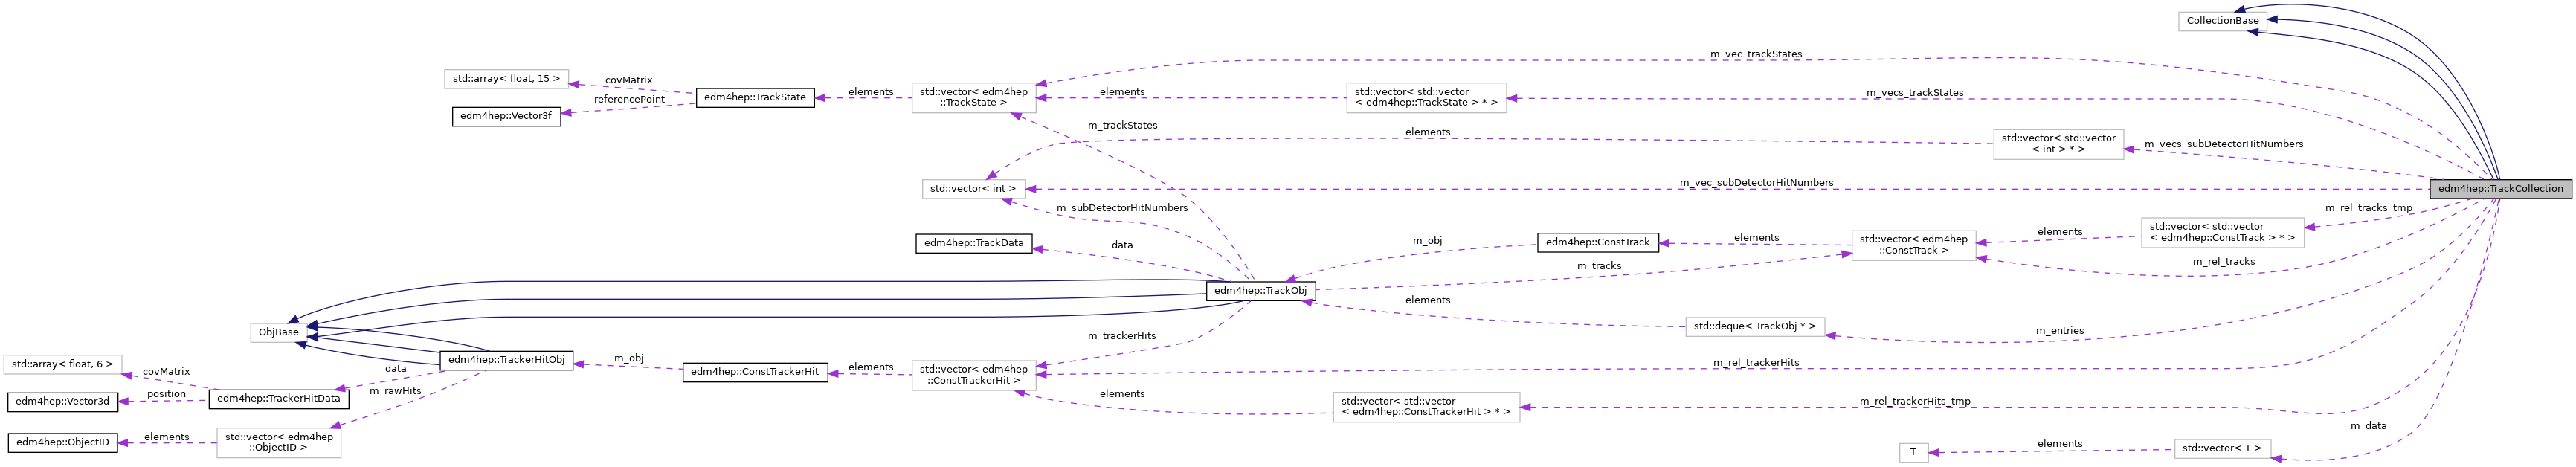 CollectionBase
m_vec_trackStates
std::array< float, 15 >
covMatrix
edm4hep::TrackState
elements
std::vector< edm4hep
::TrackState >
elements
std::vector< std::vector
< edm4hep::TrackState > * >
m_vecs_trackStates
referencePoint
edm4hep::Vector3f
m_trackStates
elements
std::vector< std::vector
< int > * >
m_vecs_subDetectorHitNumbers
std::vector< int >
m_vec_subDetectorHitNumbers
edm4hep::TrackCollection
m_subDetectorHitNumbers
m_rel_tracks_tmp
edm4hep::TrackData
data
m_obj
edm4hep::ConstTrack
elements
std::vector< edm4hep
::ConstTrack >
elements
std::vector< std::vector
< edm4hep::ConstTrack > * >
m_tracks
m_rel_tracks
edm4hep::TrackObj
elements
std::deque< TrackObj * >
m_entries
ObjBase
m_trackerHits
std::array< float, 6 >
covMatrix
data
edm4hep::TrackerHitObj
m_obj
edm4hep::ConstTrackerHit
elements
std::vector< edm4hep
::ConstTrackerHit >
m_rel_trackerHits
edm4hep::Vector3d
position
edm4hep::TrackerHitData
m_rawHits
elements
std::vector< std::vector
< edm4hep::ConstTrackerHit > * >
m_rel_trackerHits_tmp
edm4hep::ObjectID
elements
std::vector< edm4hep
::ObjectID >
m_data
T
elements
std::vector< T >